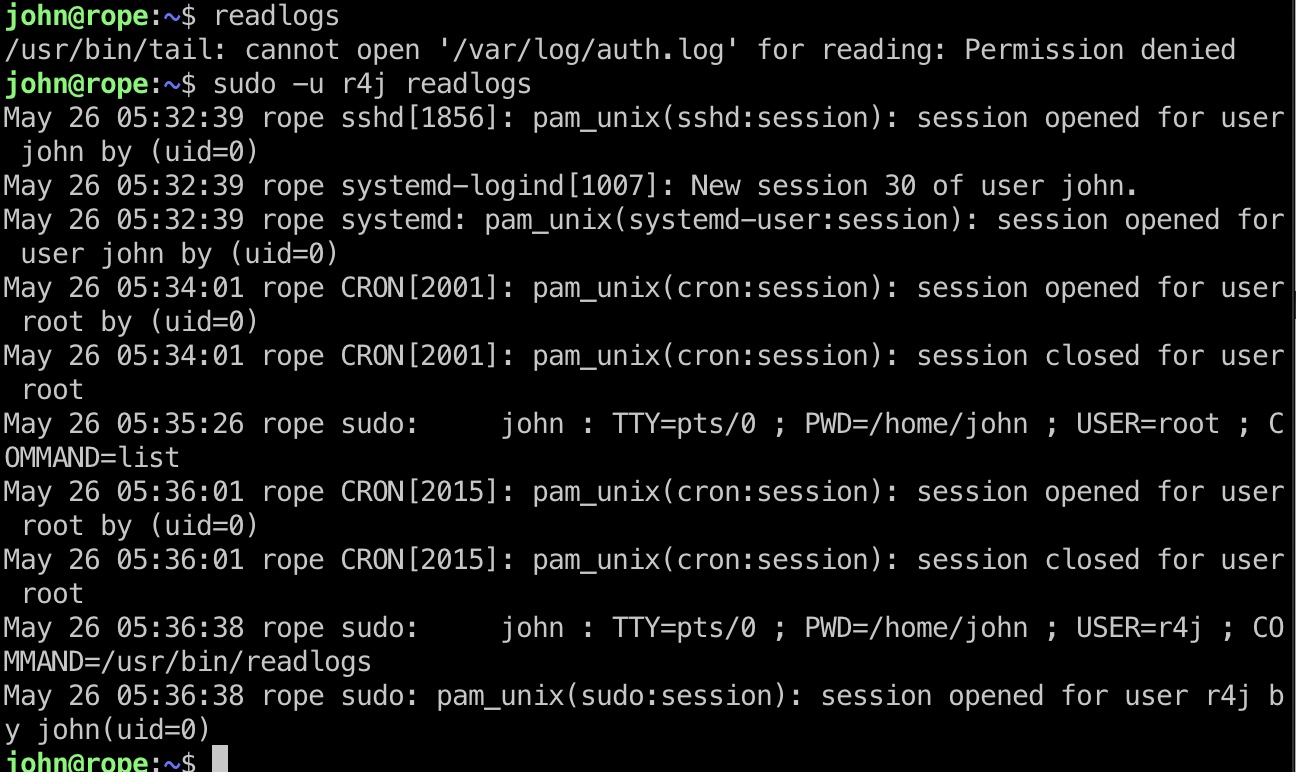 john@rope:~$ readlogs
/usr/bin/tail: cannot open '/var/log/auth.log' for reading: Permission denied
john@rope:~$ sudo -u r4j readlogs
May 26 05:32:39 rope sshd[1856]: pam_unix(sshd:session): session opened for user
 john by (uid=0)
May 26 05:32:39 rope systemd-logind[1007]: New session 30 of user john.
May 26 05:32:39 rope systemd: pam_unix(systemd-user:session): session opened for
 user john by (uid=0)
May 26 05:34:01 rope CRON[2001]: pam_unix(cron:session): session opened for user
 root by (uid=0)
May 26 05:34:01 rope CRON[2001]: pam_unix(cron:session): session closed for user
 root
May 26 05:35:26 rope sudo:     john : TTY=pts/0 ; PWD=/home/john ; USER=root ; C
OMMAND=list
May 26 05:36:01 rope CRON[2015]: pam_unix(cron:session): session opened for user
 root by (uid=0)
May 26 05:36:01 rope CRON[2015]: pam_unix(cron:session): session closed for user
 root
May 26 05:36:38 rope sudo:     john : TTY=pts/0 ; PWD=/home/john ; USER=r4j ; CO
MMAND=/usr/bin/readlogs
May 26 05:36:38 rope sudo: pam_unix(sudo:session): session opened for user r4j b
y john(uid=0)
john@rope:~$